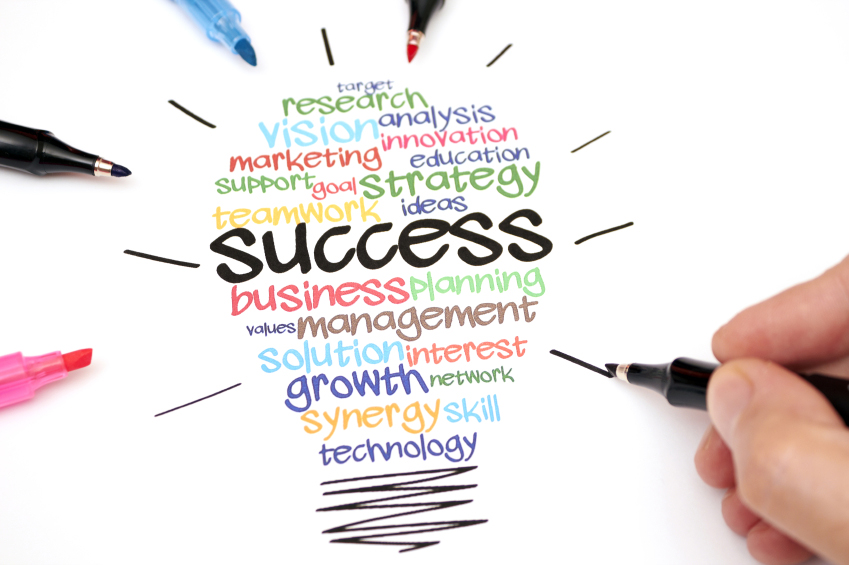 target
research
vision analysis
innovation
marketing education
support goal strategy
teamwork ideas
success
business planning
values management
solution interest
growth network
synergy skill
technology